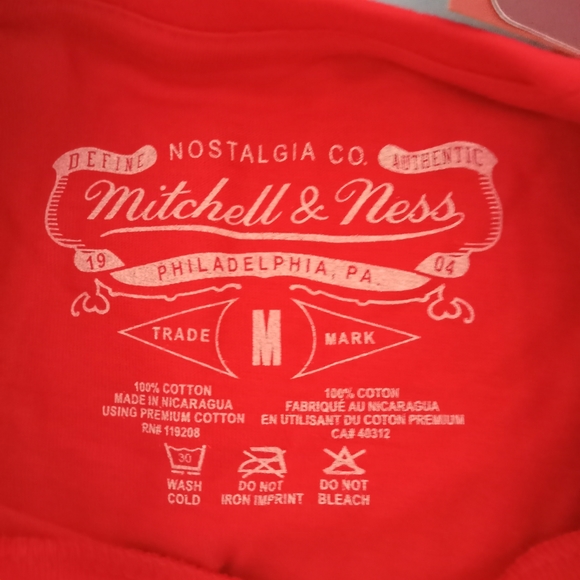 DEFINE NOSTALGIA CO. AUTHENTIC
Mitchell & Ness
19 PHILADELPHIA, PA. 04
TRADE M MARK
100% COTTON
MADE IN NICARAGUA
USING PREMIUM COTTON
RN# 119208
100% COTON
FABRIQUÉ AU NICARAGUA
EN UTILISANT DU COTON PREMIUM
CA# 40312
30
WASH
COLD
DO NOT
IRON IMPRINT
DO NOT
BLEACH